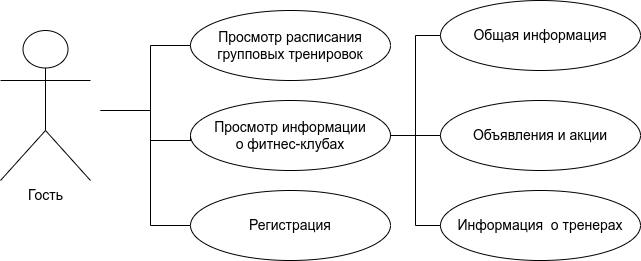 Гость
Просмотр расписания
групповых тренировок
Просмотр информации
о фитнес-клубах
Регистрация
Общая информация
Объявления и акции
Информация о тренерах